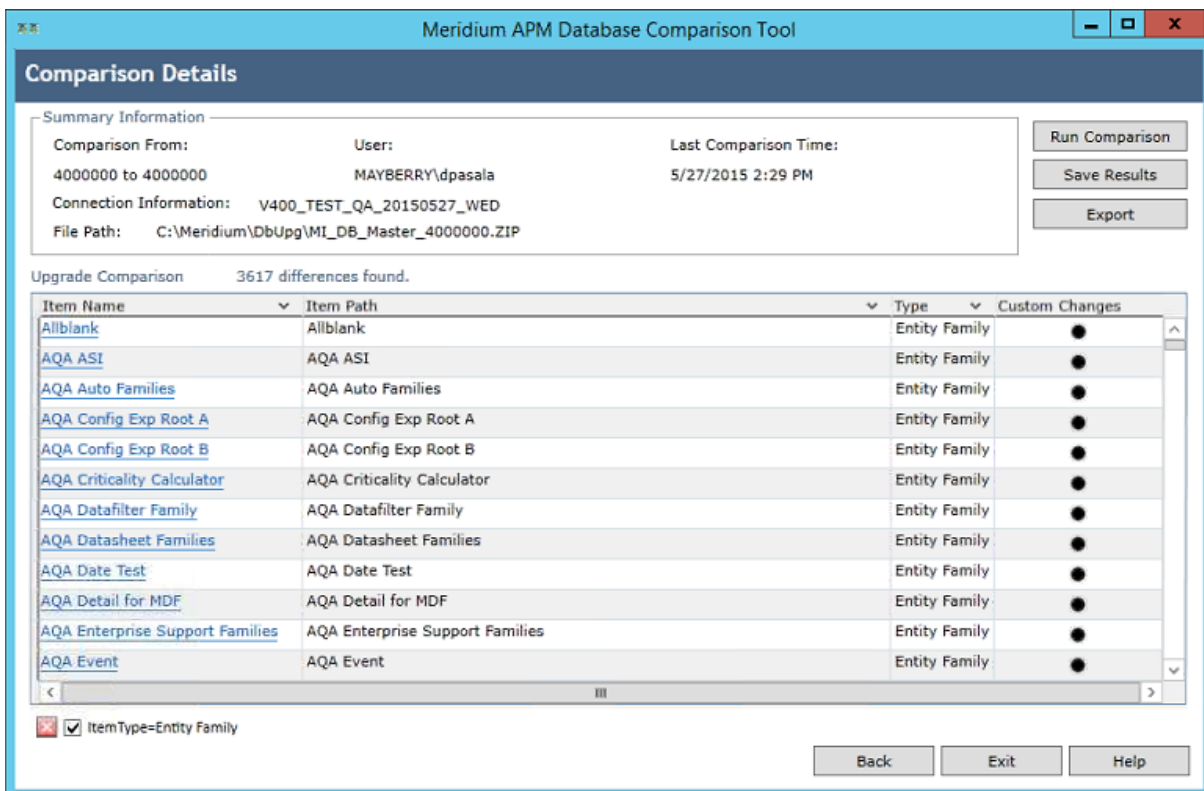 Meridium APM Database Comparison Tool
Comparison Details
Summary Information
Comparison From: User: Last Comparison Time:
4000000 to 4000000 MAYBERRY\dpasala 5/27/2015 2:29 PM
Connection Information: V400_TEST_QA_20150527_WED
File Path: C:\Meridium\DbUpg\MI_DB_Master_4000000.ZIP
Run Comparison
Save Results
Export
Upgrade Comparison 3617 differences found.
Item Name Item Path Type Custom Changes
Allblank Allblank Entity Family
AQA ASI AQA ASI Entity Family
AQA Auto Families AQA Auto Families Entity Family
AQA Config Exp Root A AQA Config Exp Root A Entity Family
AQA Config Exp Root B AQA Config Exp Root B Entity Family
AQA Criticality Calculator AQA Criticality Calculator Entity Family
AQA Datafilter Family AQA Datafilter Family Entity Family
AQA Datasheet Families AQA Datasheet Families Entity Family
AQA Date Test AQA Date Test Entity Family
AQA Detail for MDF AQA Detail for MDF Entity Family
AQA Enterprise Support Families AQA Enterprise Support Families Entity Family
AQA Event AQA Event Entity Family
ItemType=Entity Family
Back Exit Help